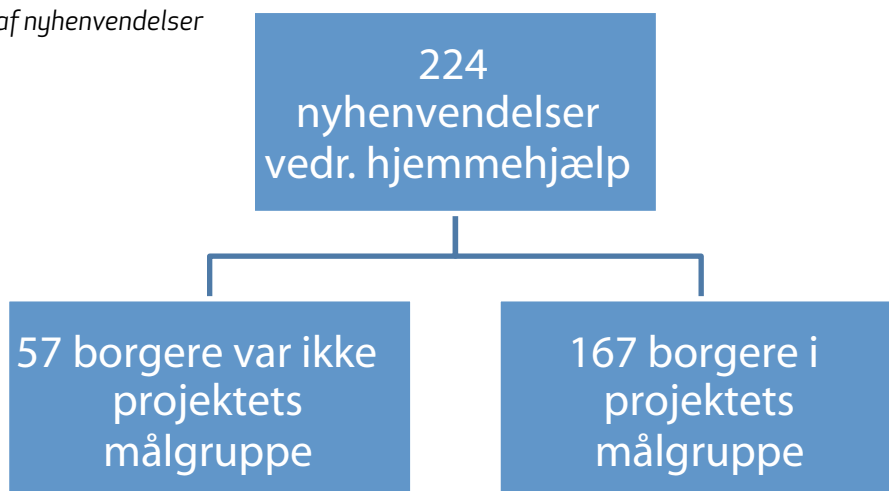 af nyhenvendelser
224
nyhenvendelser
vedr. hjemmehjælp
57 borgere var ikke
projektets
målgruppe
167 borgere i
projektets
målgruppe